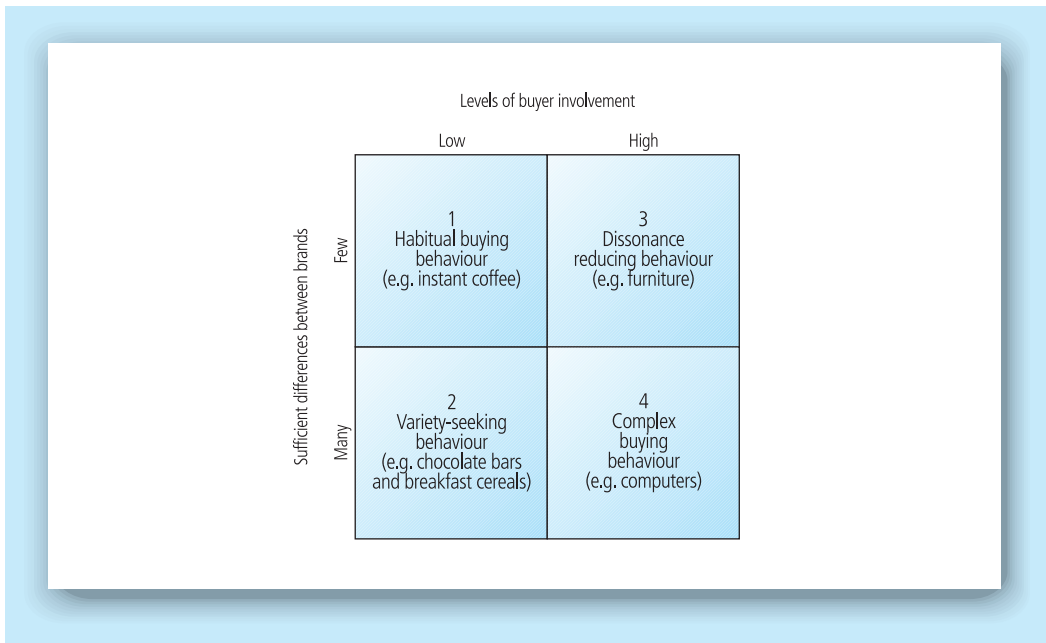 Levels of buyer involvement
Low
High
Sufficient differences between brands
Few
1
Habitual buying
behaviour
(e.g. instant coffee)
3
Dissonance
reducing behaviour
(e.g. furniture)
Many
2
Variety-seeking
behaviour
(e.g. chocolate bars
and breakfast cereals)
4
Complex
buying
behaviour
(e.g. computers)